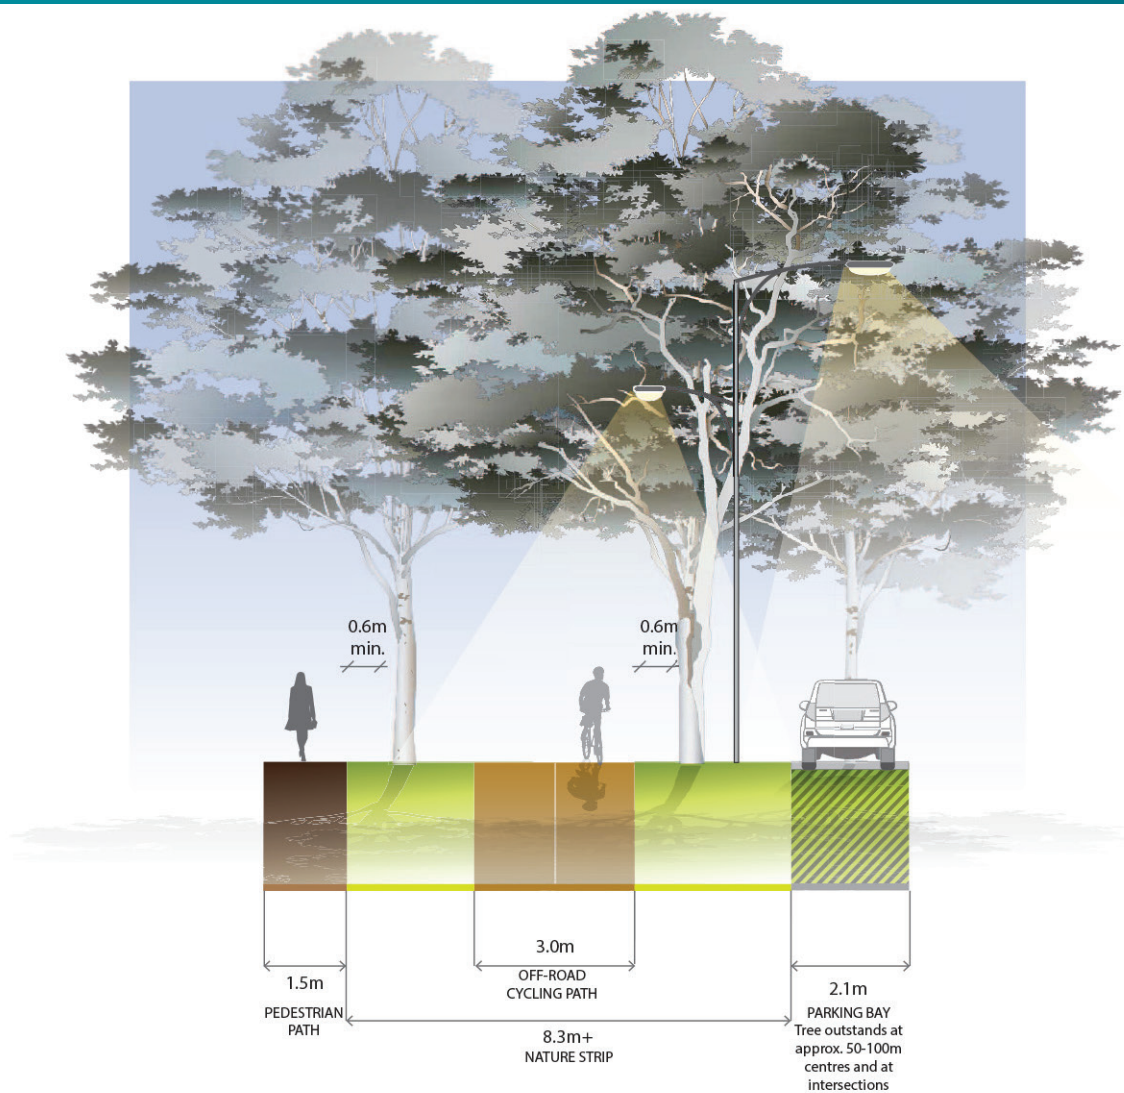 0.6m
min.
0.6m
min.
1.5m
PEDESTRIAN
PATH
3.0m
OFF-ROAD
CYCLING PATH
8.3m+
NATURE STRIP
2.1m
PARKING BAY
Tree outstands at
approx. 50-100m
centres and at
intersections